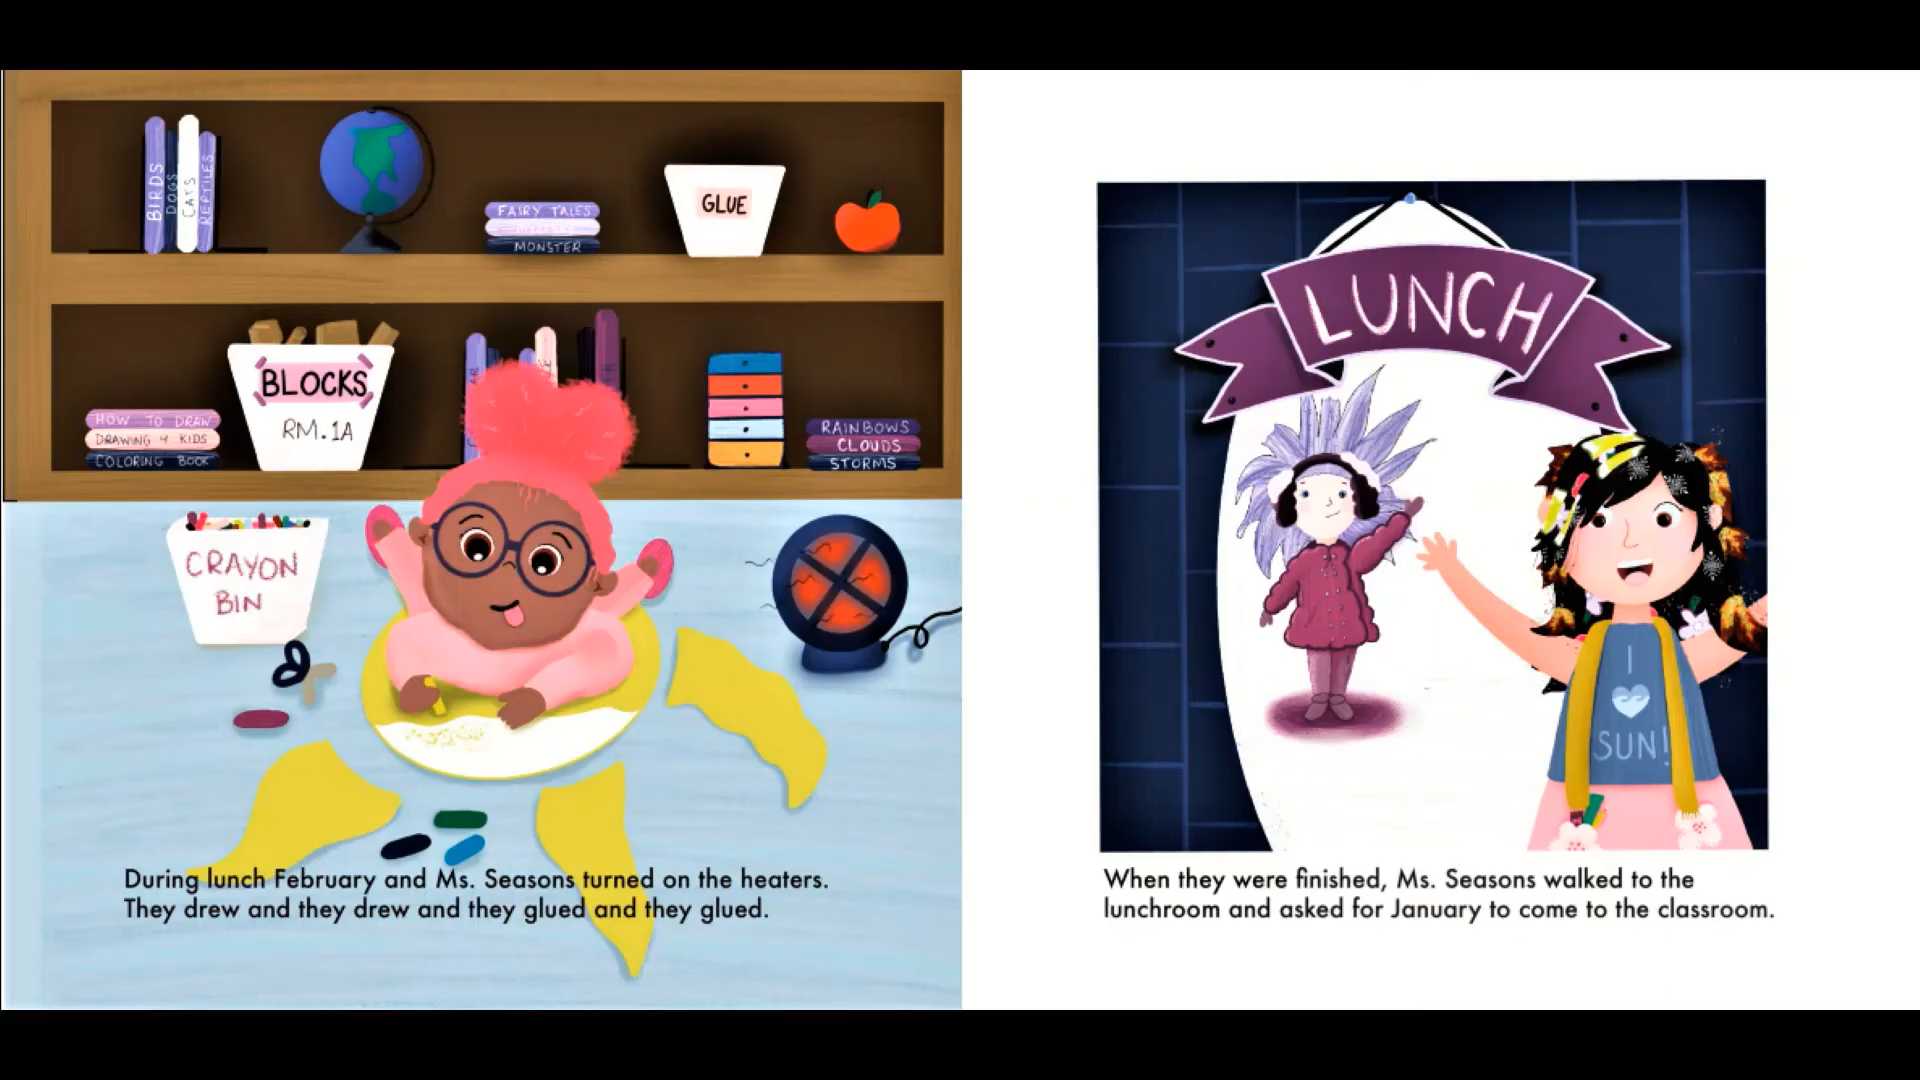 BIRDS
DOGS
CATS
REPTILES
FAIRY TALES
MONSTER
GLUE
HOW TO DRAW
DRAWING 4 KIDS
COLORING BOOK
BLOCKS
RM. 1A
RAINBOWS
CLOUDS
STORMS
CRAYON
BIN
During lunch February and Ms. Seasons turned on the heaters.
They drew and they drew and they glued and they glued.
LUNCH
I
SUN!
When they were finished, Ms. Seasons walked to the
lunchroom and asked for January to come to the classroom.